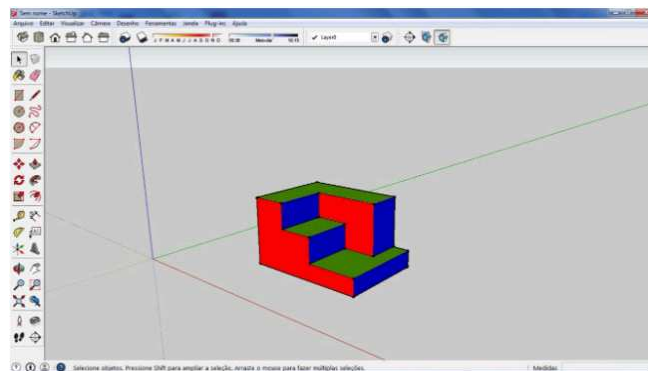 Sem nome - SketchUp
Arquivo Editar Visualizar Câmera Desenho Ferramentas Janela Plug-ins Ajuda
J F M A M J J A S O N D
Layer0
Selecione objetos. Pressione Shift para ampliar a seleção. Arraste o mouse para fazer múltiplas seleções.
Medidas